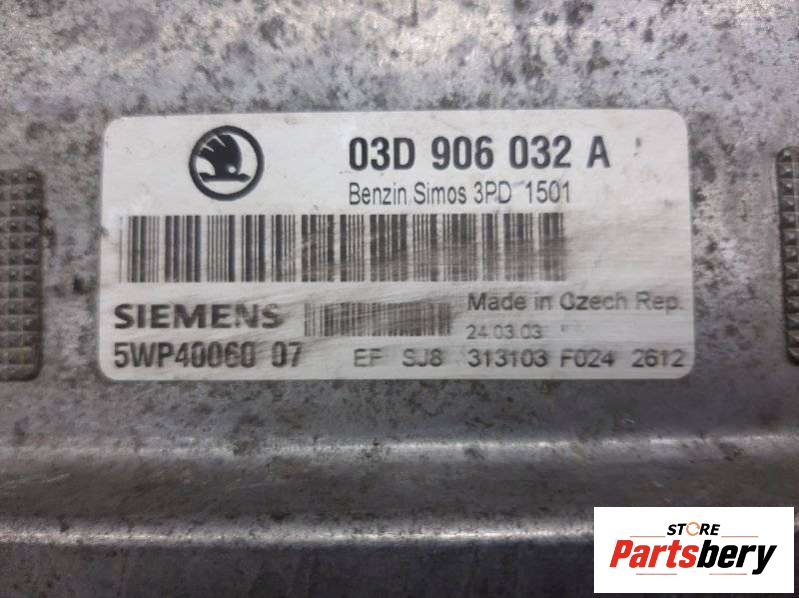 03D 906 032 A
Benzin Simos 3PD 1501
SIEMENS
Made in Czech Rep.
24.03.03
5WP40060 07 EF SJ8 313103 F024 2612
STORE
Partsbery